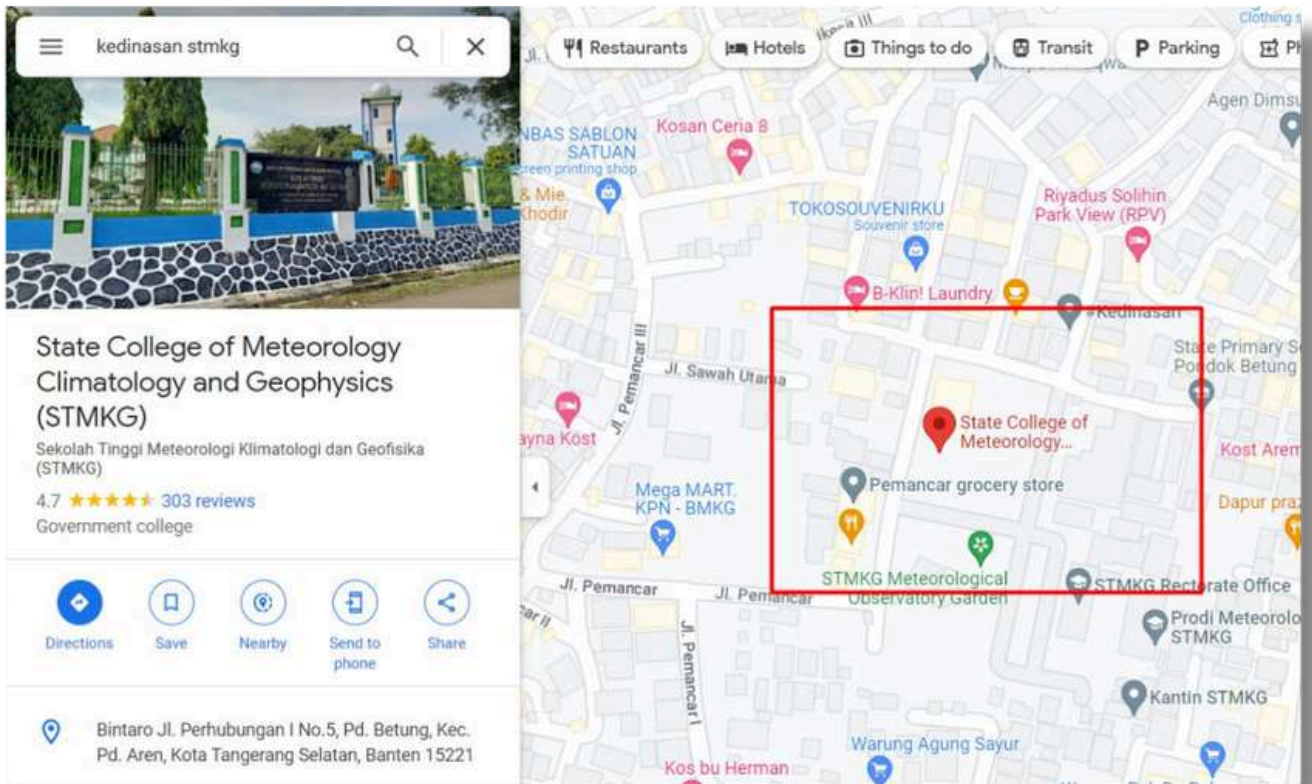 kedinasan stmkg
State College of Meteorology
Climatology and Geophysics
(STMKG)
Sekolah Tinggi Meteorologi Klimatologi dan Geofisika
(STMKG)
4.7 ★★★★★ 303 reviews
Government college
Directions
Save
Nearby
Send to
phone
Share
Bintaro Jl. Perhubungan I No.5, Pd. Betung, Kec.
Pd. Aren, Kota Tangerang Selatan, Banten 15221
Restaurants
Hotels
Things to do
Transit
P Parking
Clothing s
Agen Dimsu
NBAS SABLON
SATUAN
creen printing shop
Kosan Ceria 8
& Mie
Khodir
TOKOSOUVENIRKU
Souvenir store
Riyadus Solihin
Park View (RPV)
B-Klin! Laundry
#Kedinasan
State Primary S
Pondok Betung
Jl. Pemancar III
Jl. Sawah Utama
ayna Kost
State College of
Meteorology...
Kost Arem
Mega MART.
KPN - BMKG
Pemancar grocery store
Dapur praz
STMKG Meteorological
Observatory Garden
STMKG Rectorate Office
Jl. Pemancar
Jl. Pemancar
car II
Prodi Meteorolo
STMKG
Jl. Pemancar I
Kantin STMKG
Warung Agung Sayur
Kos bu Herman